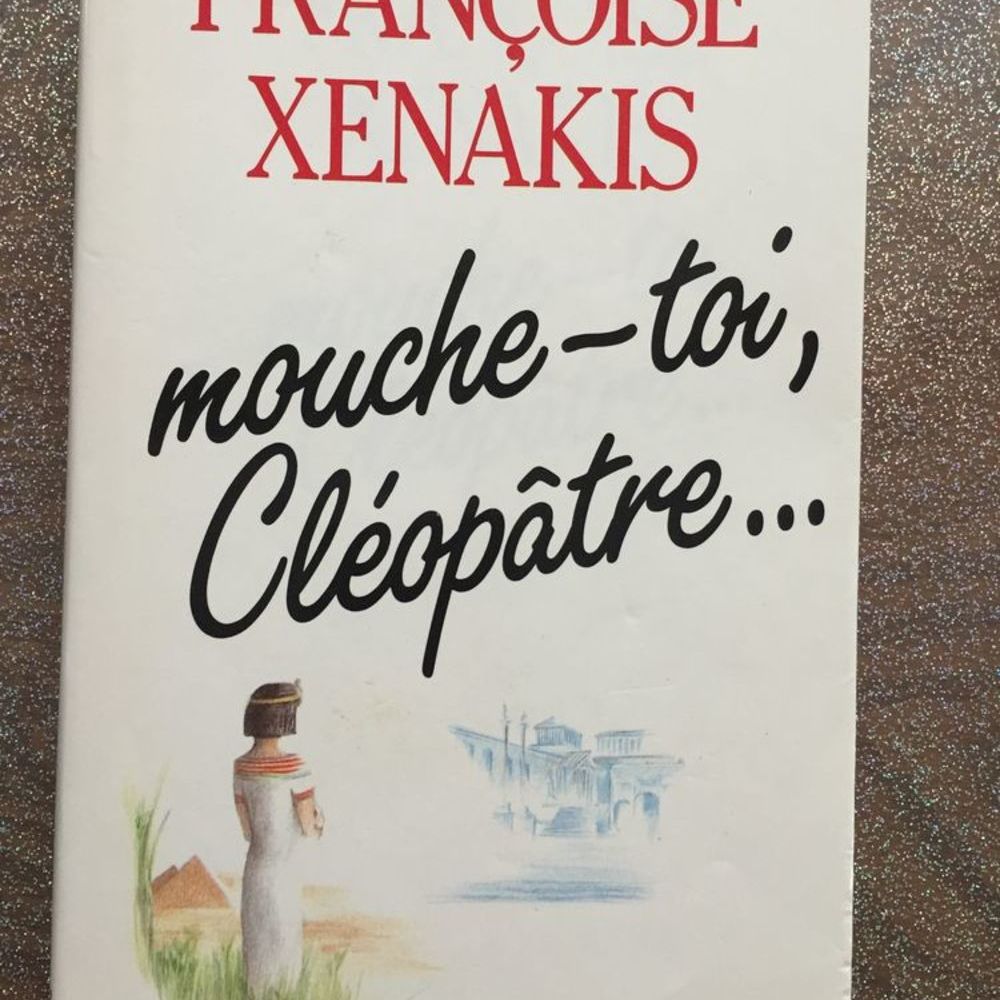 FRANÇOISE
XENAKIS
mouche-toi,
Cléopâtre...